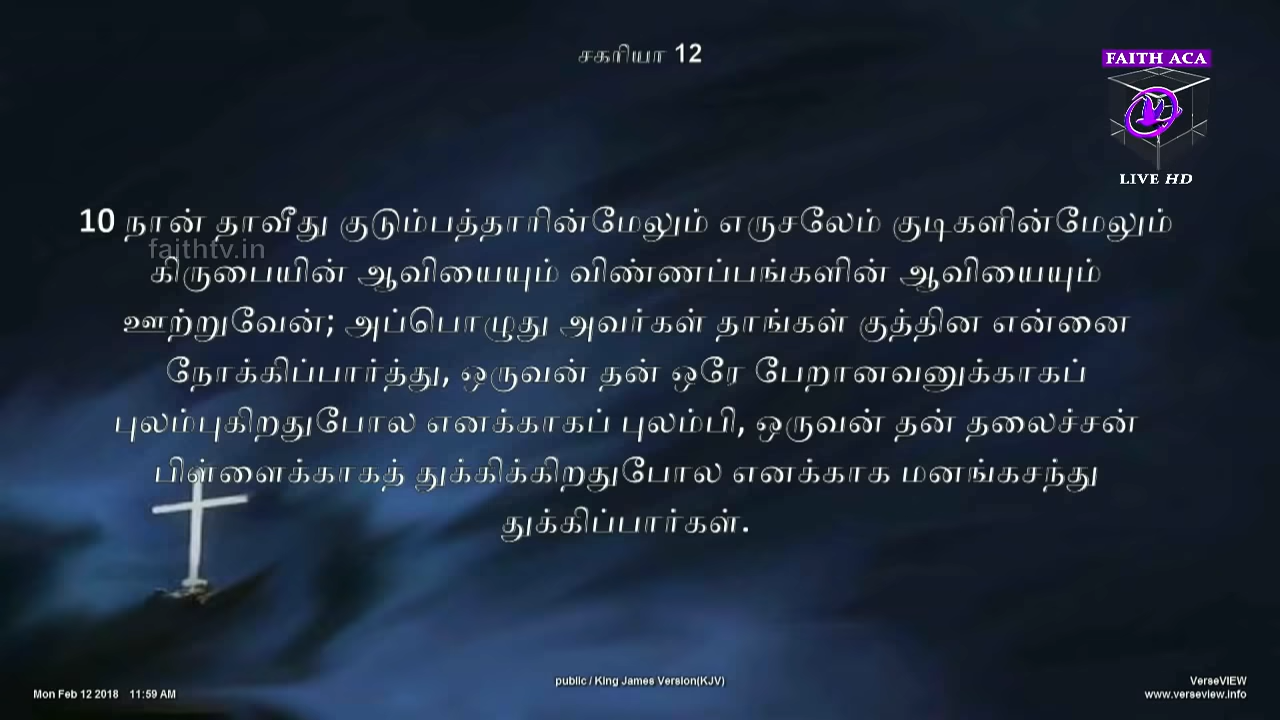 சகரியா 12
FAITH ACA
LIVE HD
10 நான் தாவீது குடும்பத்தாரின்மேலும் எருசலேம் குடிகளின்மேலும்
faithtv.in
கிருபையின் ஆவியையும் விண்ணப்பங்களின் ஆவியையும்
ஊற்றுவேன்; அப்பொழுது அவர்கள் தாங்கள் குத்தின என்னை
நோக்கிப்பார்த்து, ஒருவன் தன் ஒரே பேறானவனுக்காகப்
புலம்புகிறதுபோல எனக்காகப் புலம்பி, ஒருவன் தன் தலைச்சன்
பிள்ளைக்காகத் துக்கிக்கிறதுபோல எனக்காக மனங்கசந்து
துக்கிப்பார்கள்.
public / King James Version(KJV)
VerseVIEW
Mon Feb 12 2018 11:59 AM
www.verseview.info